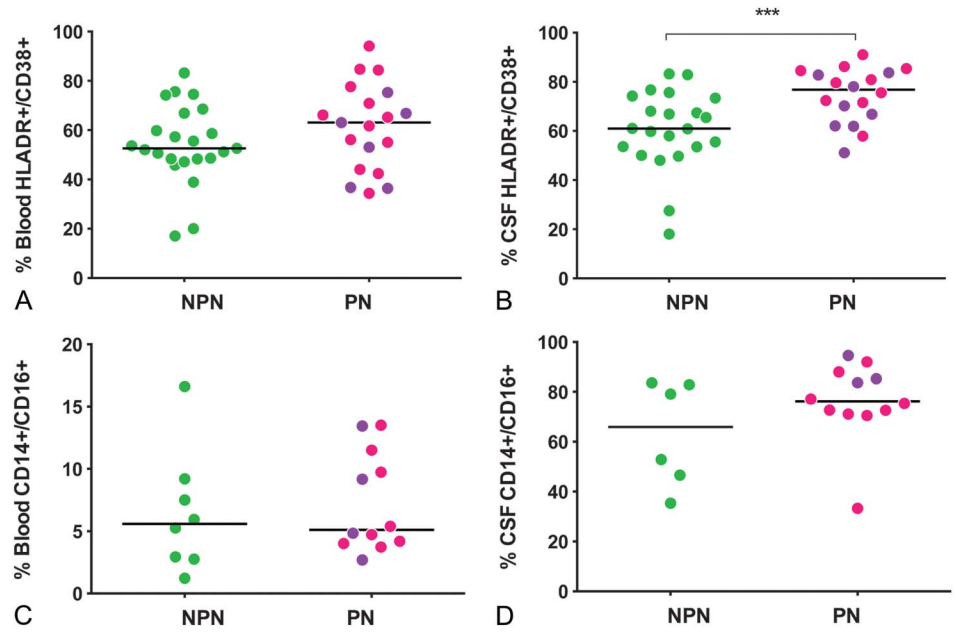 % Blood HLADR+/CD38+
100
80
60
40
20
0
NPN
PN
A
% CSF HLADR+/CD38+
100
80
60
40
20
0
***
NPN
PN
B
% Blood CD14+/CD16+
20
15
10
5
0
NPN
PN
C
% CSF CD14+/CD16+
100
80
60
40
20
0
NPN
PN
D